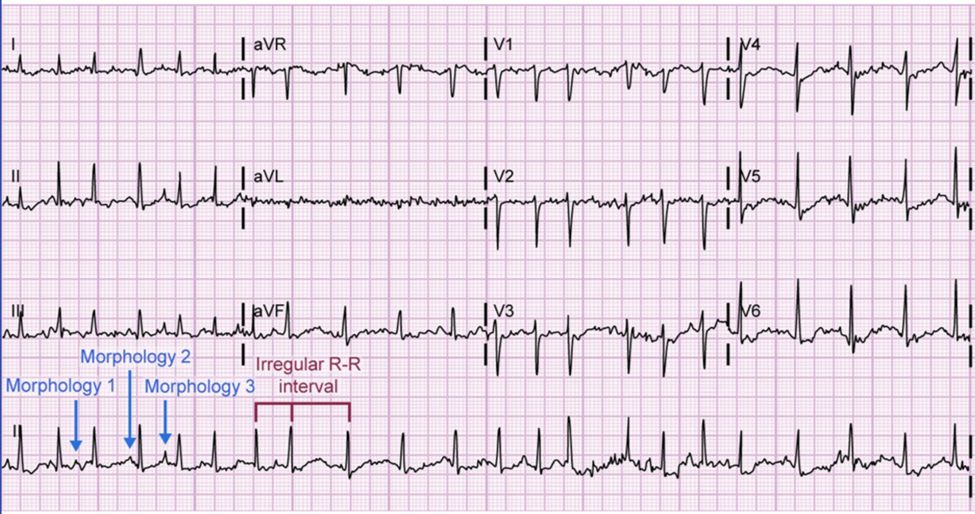 I
aVR
V1
V4
II
aVL
V2
V5
III
aVF
V3
V6
Morphology 2
Irregular R-R
interval
Morphology 1
Morphology 3
II